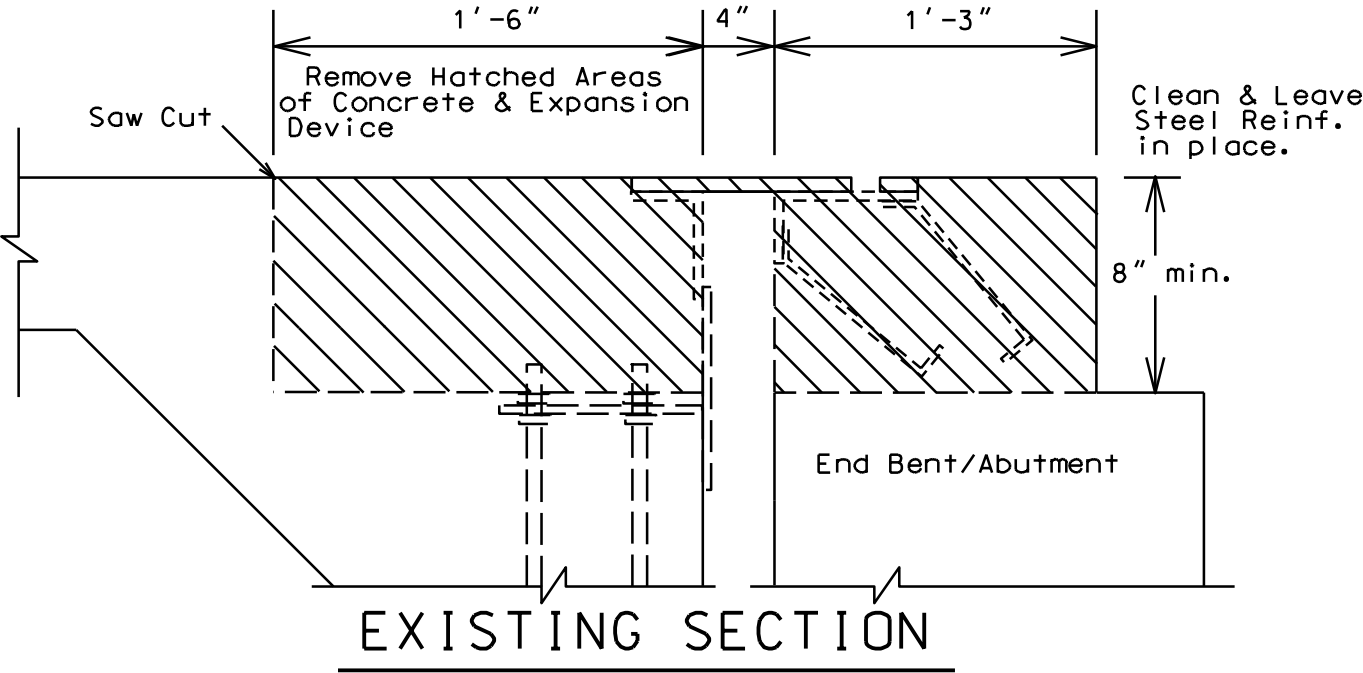 1'-6"
4"
1'-3"
Remove Hatched Areas
of Concrete & Expansion
Device
Saw Cut
Clean & Leave
Steel Reinf.
in place.
8" min.
End Bent/Abutment
EXISTING SECTION